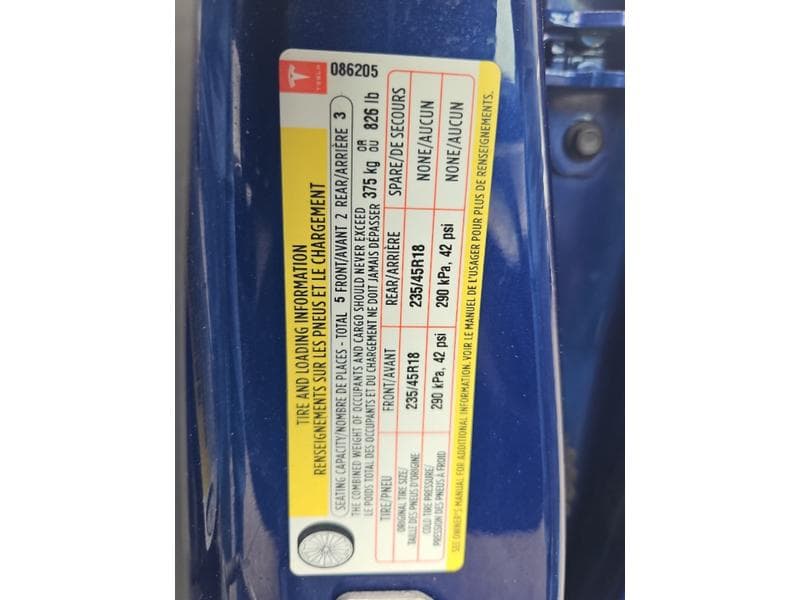 TESLA
086205
TIRE AND LOADING INFORMATION
RENSEIGNEMENTS SUR LES PNEUS ET LE CHARGEMENT
SEATING CAPACITY/NOMBRE DE PLACES - TOTAL 5 FRONT/AVANT 2 REAR/ARRIÈRE 3
THE COMBINED WEIGHT OF OCCUPANTS AND CARGO SHOULD NEVER EXCEED
LE POIDS TOTAL DES OCCUPANTS ET DU CHARGEMENT NE DOIT JAMAIS DÉPASSER 375 kg OR OU 826 lb
TIRE/PNEU FRONT/AVANT REAR/ARRIÈRE SPARE/DE SECOURS
ORIGINAL TIRE SIZE/
TAILLE DES PNEUS D'ORIGINE 235/45R18 235/45R18 NONE/AUCUN
COLD TIRE PRESSURE/
PRESSION DES PNEUS À FROID 290 kPa, 42 psi 290 kPa, 42 psi NONE/AUCUN
SEE OWNER'S MANUAL FOR ADDITIONAL INFORMATION. VOIR LE MANUEL DE L'USAGER POUR PLUS DE RENSEIGNEMENTS.